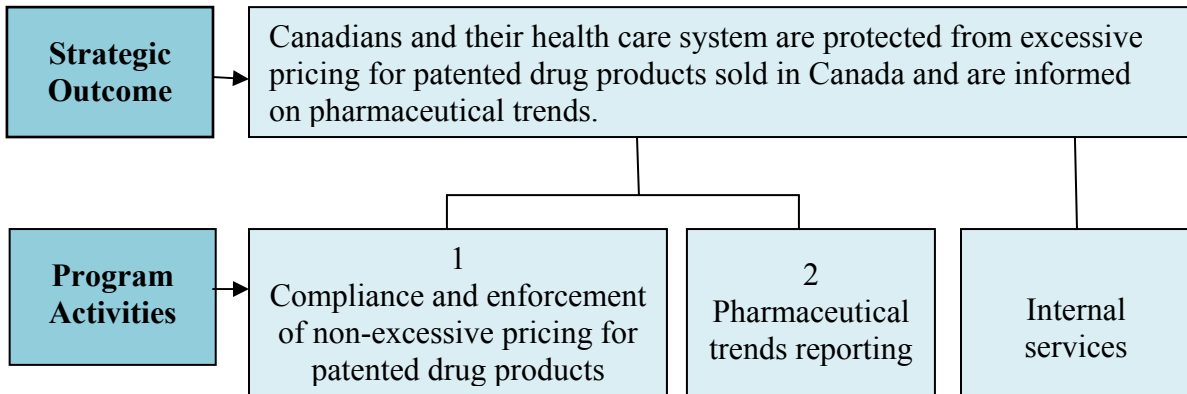 Strategic
Outcome
Canadians and their health care system are protected from excessive
pricing for patented drug products sold in Canada and are informed
on pharmaceutical trends.
Program
Activities
1
Compliance and enforcement
of non-excessive pricing for
patented drug products
2
Pharmaceutical
trends reporting
Internal
services